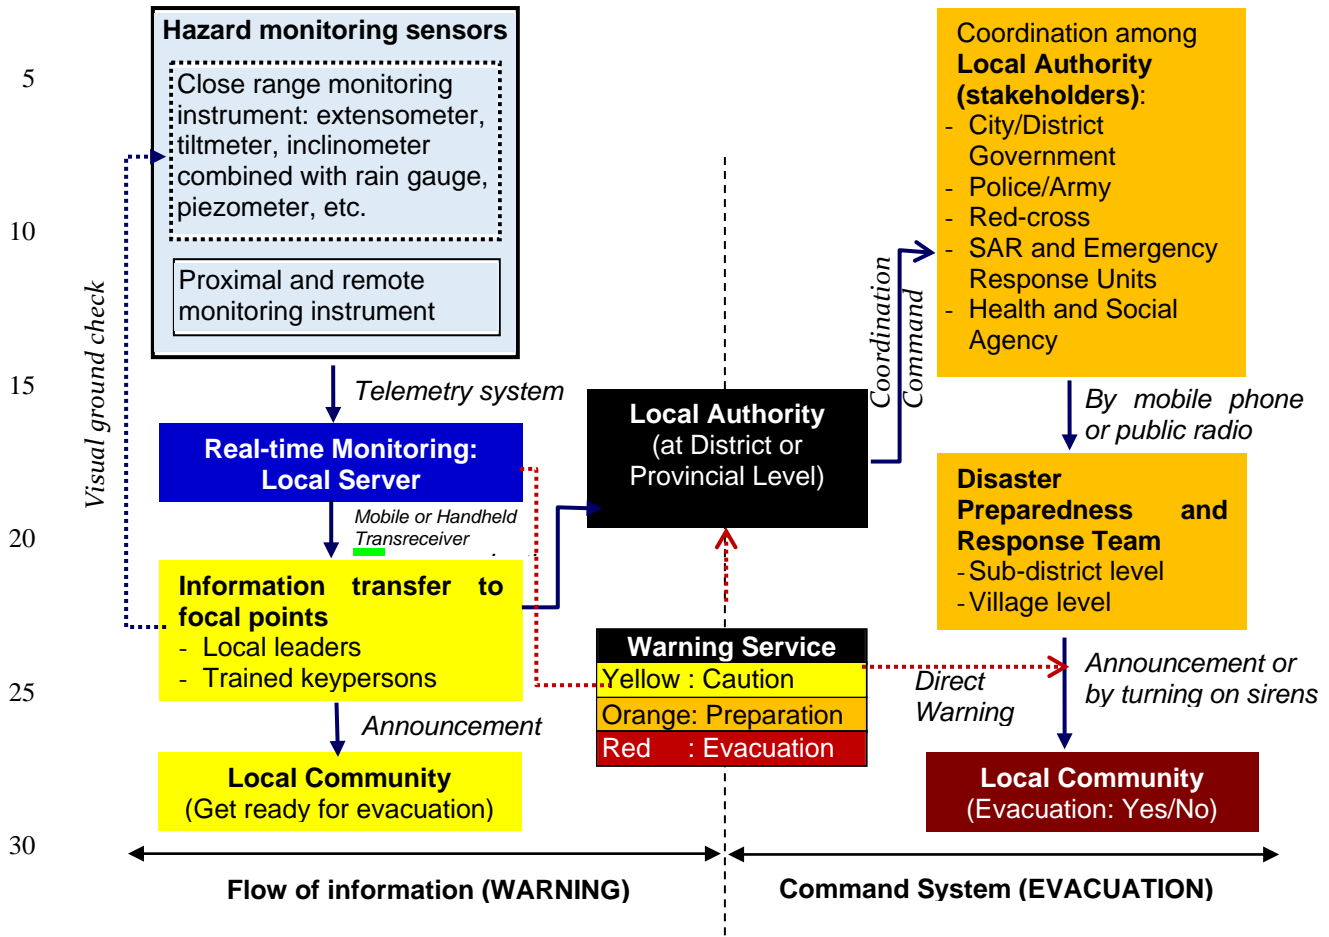 Hazard monitoring sensors
Close range monitoring
instrument: extensometer,
tiltmeter, inclinometer
combined with rain gauge,
piezometer, etc.
Proximal and remote
monitoring instrument
Visual ground check
Telemetry system
Real-time Monitoring:
Local Server
Mobile or Handheld
Transreceiver
Information transfer to
focal points
- Local leaders
- Trained keypersons
Announcement
Local Community
(Get ready for evacuation)
Local Authority
(at District or
Provincial Level)
Warning Service
Yellow : Caution
Orange: Preparation
Red : Evacuation
Coordination
Command
Coordination among
Local Authority
(stakeholders):
- City/District
Government
- Police/Army
- Red-cross
- SAR and Emergency
Response Units
- Health and Social
Agency
By mobile phone
or public radio
Disaster
Preparedness and
Response Team
- Sub-district level
- Village level
Direct
Warning
Announcement or
by turning on sirens
Local Community
(Evacuation: Yes/No)
Flow of information (WARNING)
Command System (EVACUATION)
5
10
15
20
25
30